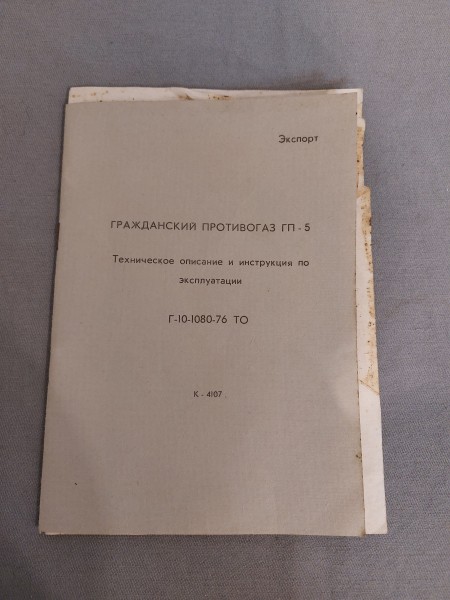 Экспорт
ГРАЖДАНСКИЙ ПРОТИВОГАЗ ГП - 5
Техническое описание и инструкция по
эксплуатации
Г-10-1080-76 ТО
К - 4107